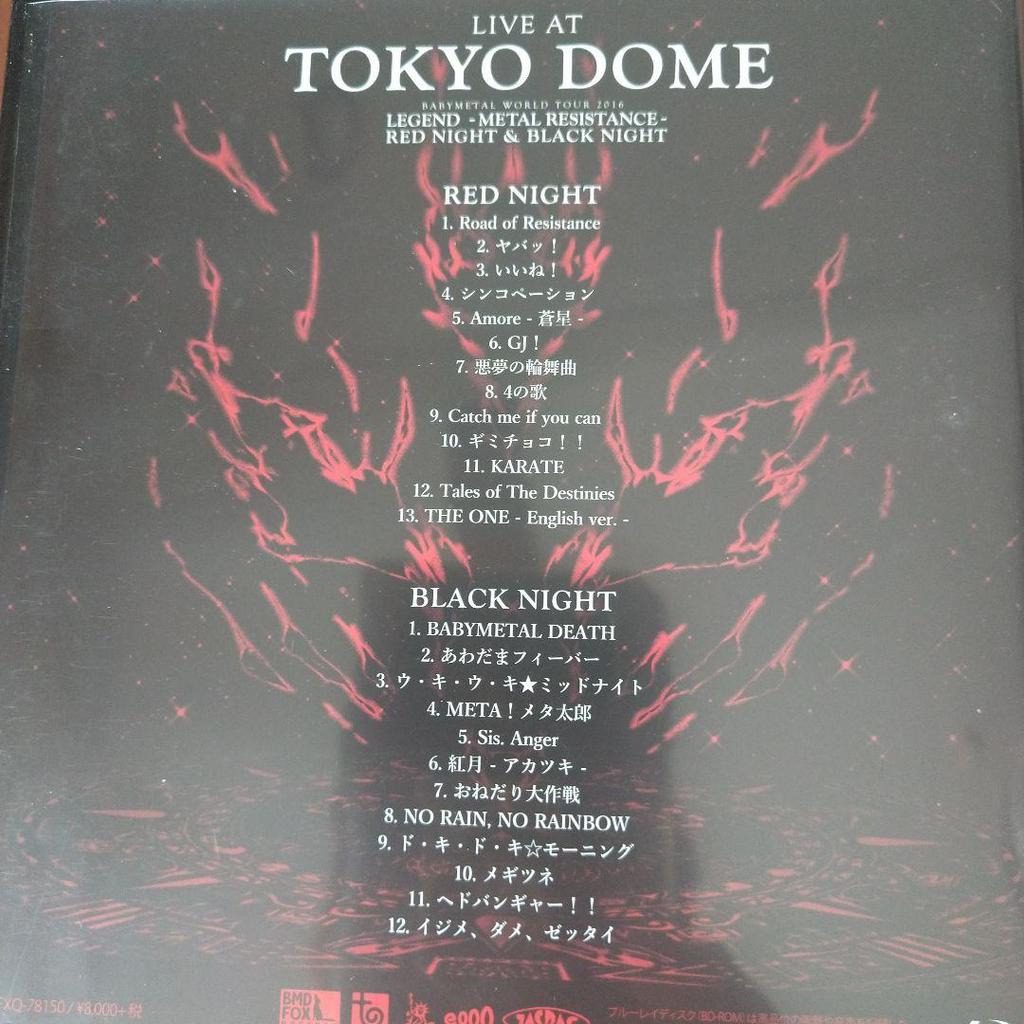 LIVE AT
TOKYO DOME
BABYMETAL WORLD TOUR 2016
LEGEND - METAL RESISTANCE -
RED NIGHT & BLACK NIGHT
RED NIGHT
1. Road of Resistance
2. ヤバッ！
3. いいね！
4. シンコペーション
5. Amore - 蒼星 -
6. GJ！
7. 悪夢の輪舞曲
8. 4の歌
9. Catch me if you can
10. ギミチョコ！！
11. KARATE
12. Tales of The Destinies
13. THE ONE - English ver. -
BLACK NIGHT
1. BABYMETAL DEATH
2. あわだまフィーバー
3. ウ・キ・ウ・キ★ミッドナイト
4. META！メタ太郎
5. Sis. Anger
6. 紅月 - アカツキ -
7. おねだり大作戦
8. NO RAIN, NO RAINBOW
9. ド・キ・ド・キ☆モーニング
10. メギツネ
11. ヘドバンギャー！！
12. イジメ、ダメ、ゼッタイ
XQ-78150 / ¥8,000+税
BMD
FOX
JASRAC
ブルーレイディスク(BD-ROM)は